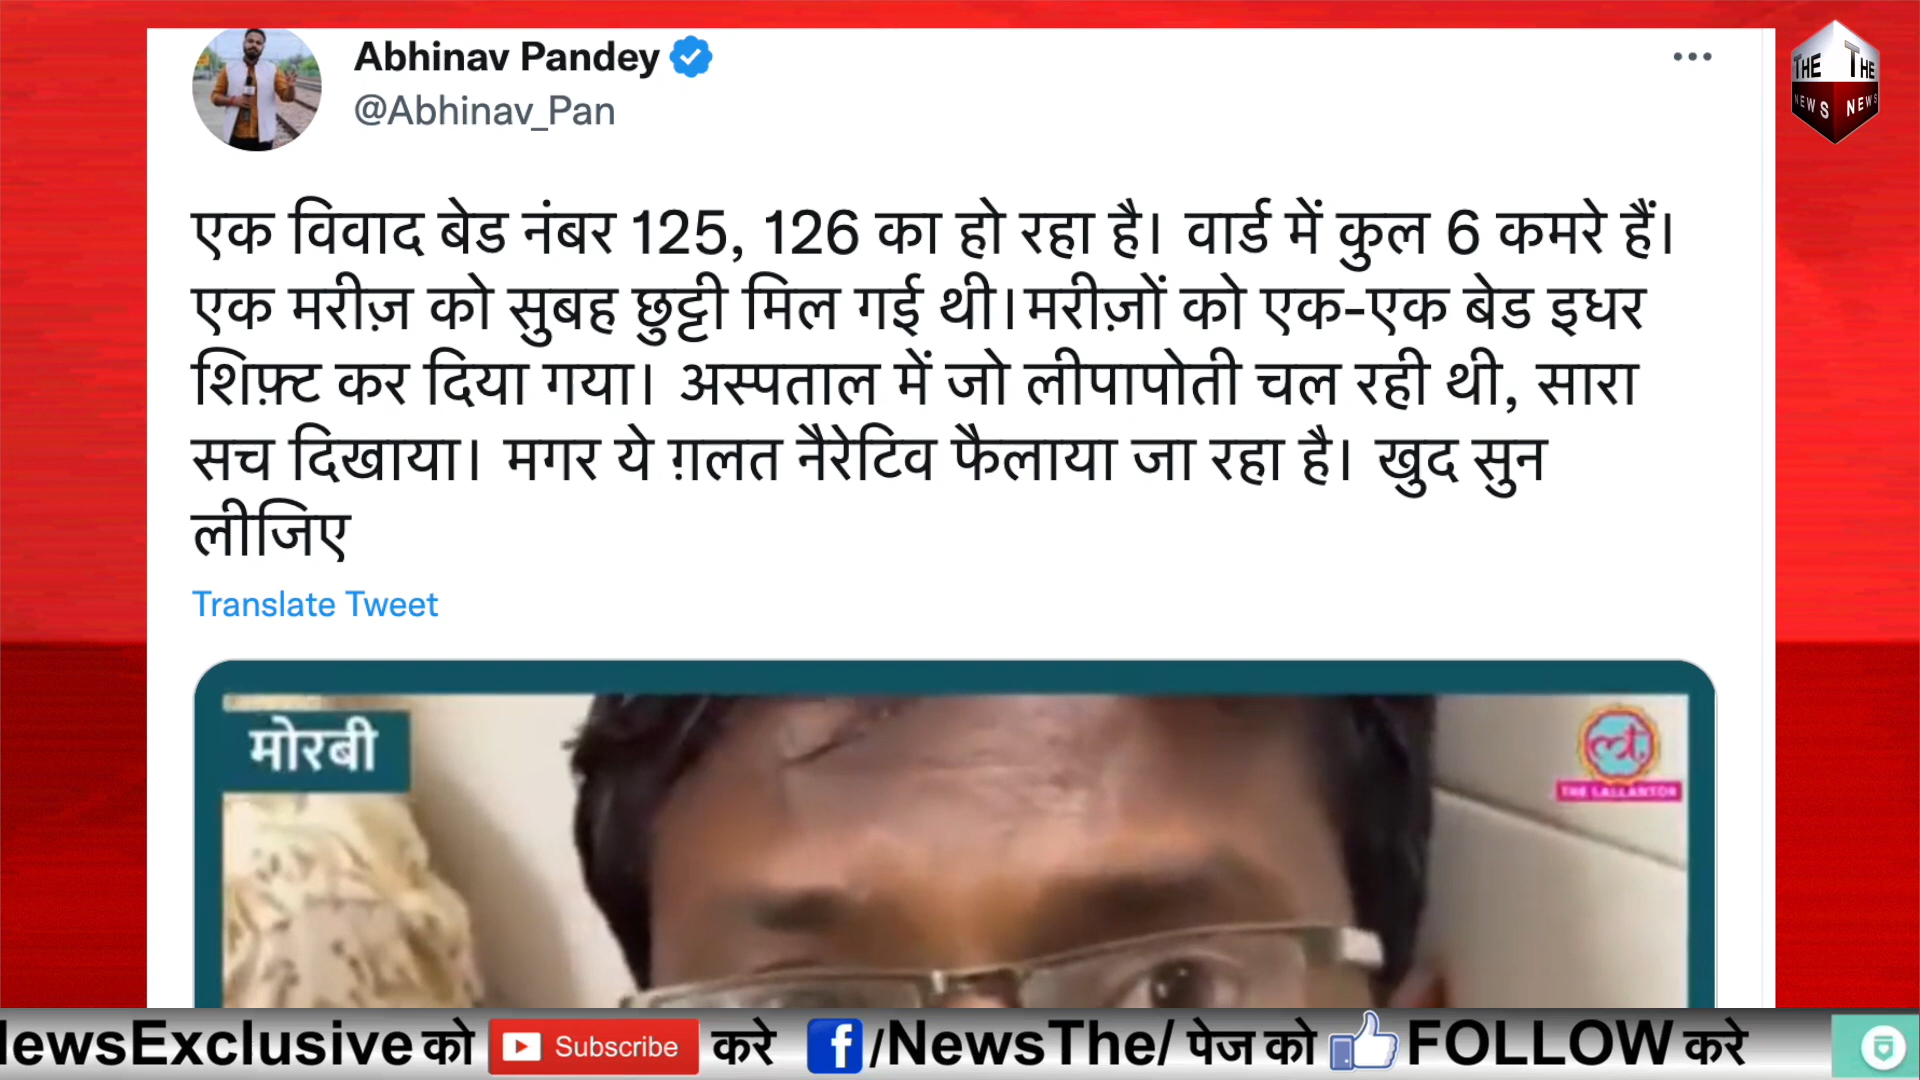 Abhinav Pandey
@Abhinav_Pan
THE THE
NEWS NEWS
एक विवाद बेड नंबर 125, 126 का हो रहा है। वार्ड में कुल 6 कमरे हैं।
एक मरीज़ को सुबह छुट्टी मिल गई थी।मरीज़ों को एक-एक बेड इधर
शिफ़्ट कर दिया गया। अस्पताल में जो लीपापोती चल रही थी, सारा
सच दिखाया। मगर ये ग़लत नैरेटिव फैलाया जा रहा है। खुद सुन
लीजिए
Translate Tweet
मोरबी
THE LALLANTOP
ewsExclusive को Subscribe करे f/NewsThe/ पेज को FOLLOW करे